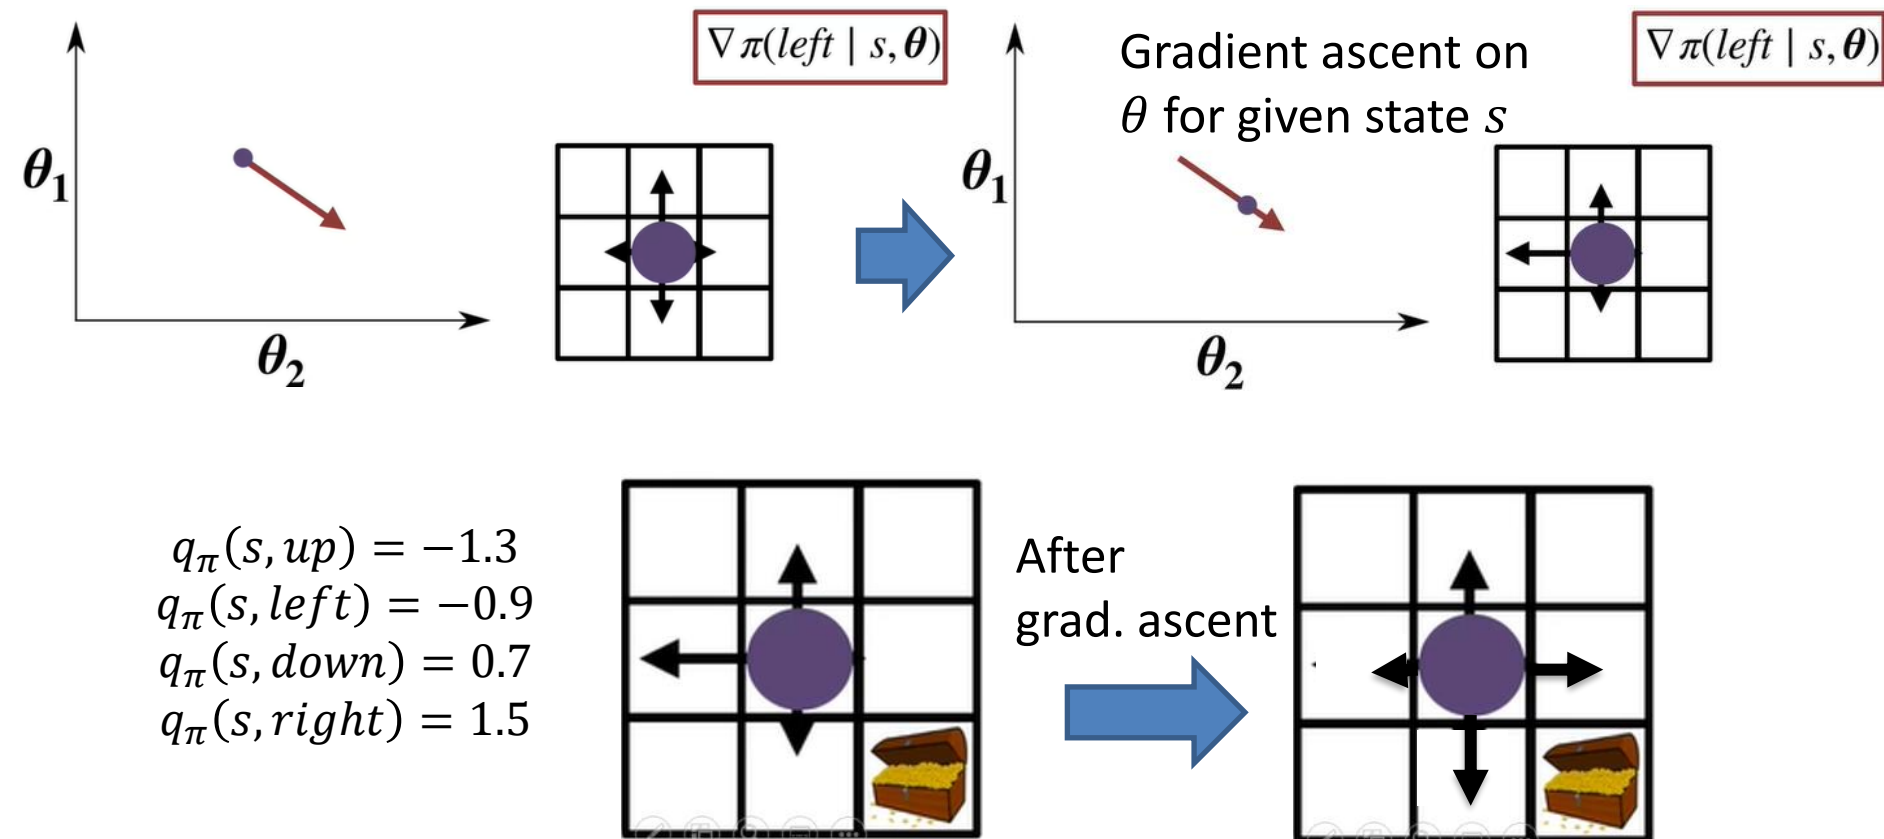 ∇π(left | s, θ)
θ₁
θ₂
Gradient ascent on
θ for given state s
∇π(left | s, θ)
θ₁
θ₂
qπ(s, up) = −1.3
qπ(s, left) = −0.9
qπ(s, down) = 0.7
qπ(s, right) = 1.5
After
grad. ascent